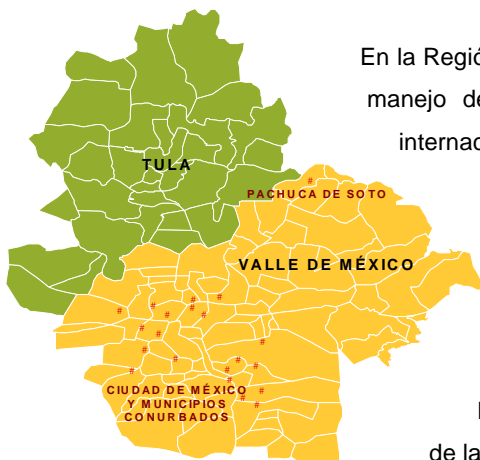 En la Regió
manejo de
internac
TULA
PACHUCA DE SOTO
VALLE DE MÉXICO
CIUDAD DE MÉXICO
Y MUNICIPIOS
CONURBADOS
de la